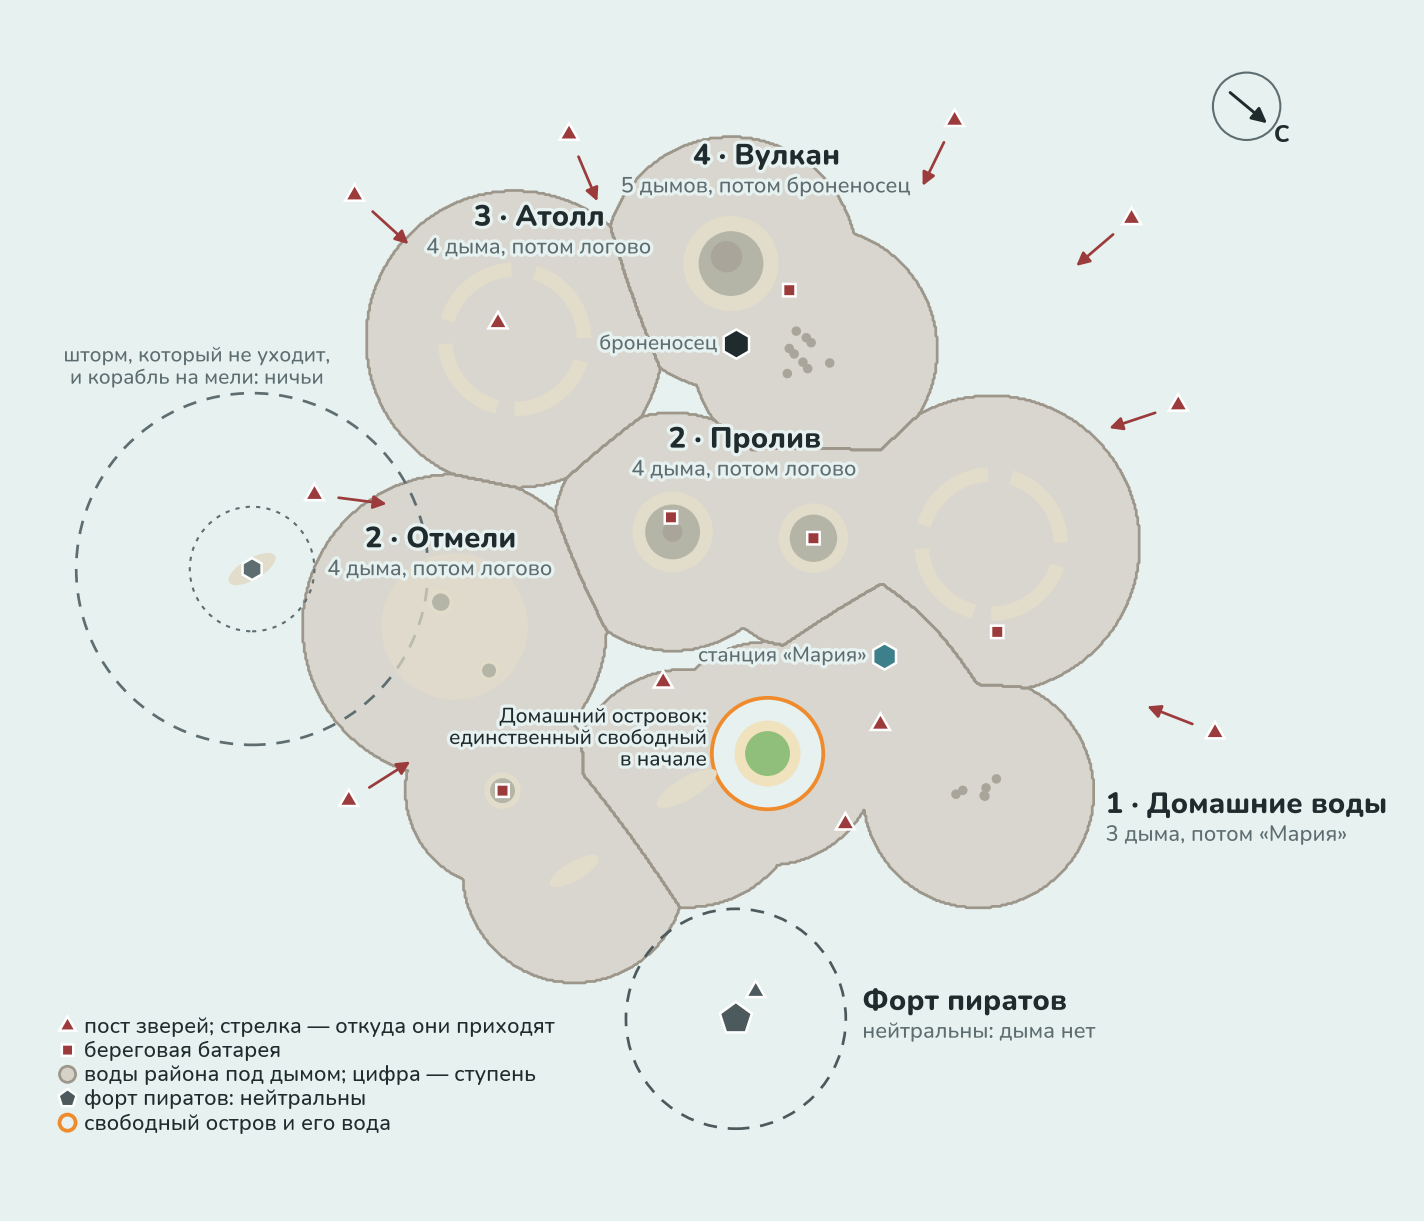 С
4 · Вулкан
5 дымов, потом броненосец
3 · Атолл
4 дыма, потом логово
броненосец
шторм, который не уходит,
и корабль на мели: ничьи
2 · Пролив
4 дыма, потом логово
2 · Отмели
4 дыма, потом логово
станция «Мария»
Домашний островок:
единственный свободный
в начале
1 · Домашние воды
3 дыма, потом «Мария»
Форт пиратов
нейтральны: дыма нет
пост зверей; стрелка — откуда они приходят
береговая батарея
воды района под дымом; цифра — ступень
форт пиратов: нейтральны
свободный остров и его вода